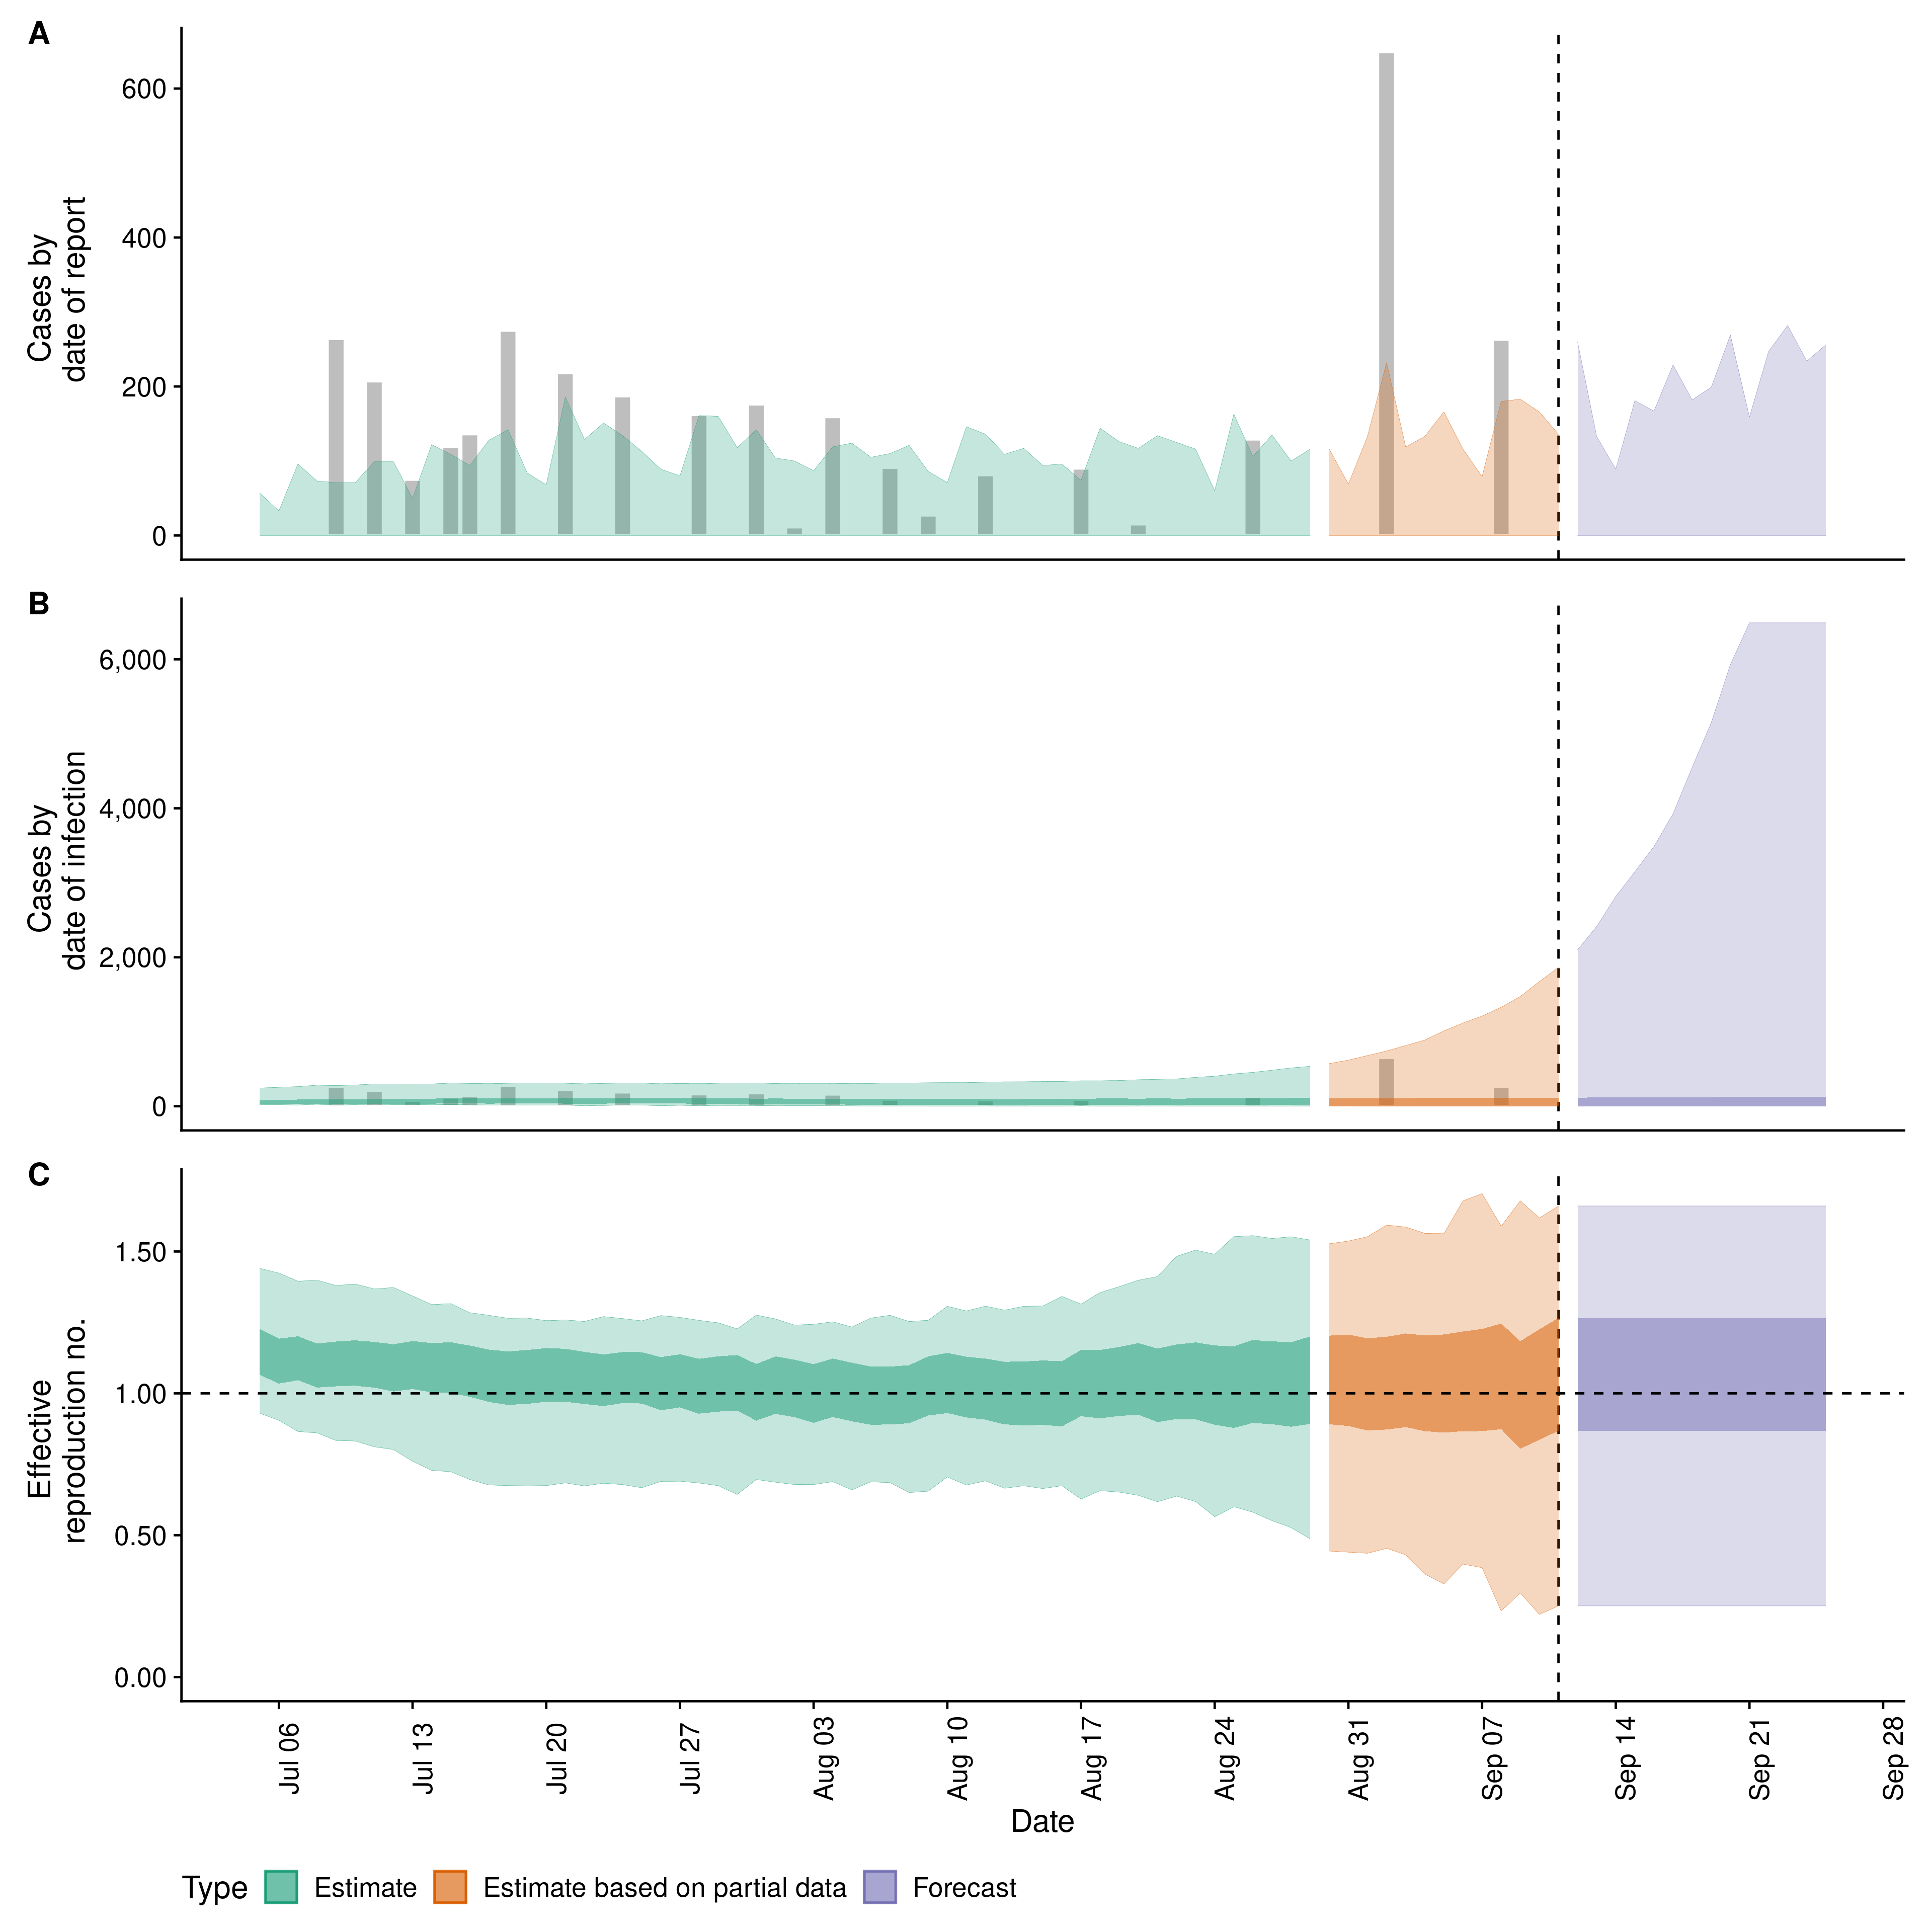 A
Cases by
date of report
600
400
200
0
B
Cases by
date of infection
6,000
4,000
2,000
0
C
Effective
reproduction no.
1.50
1.00
0.50
0.00
Jul 06
Jul 13
Jul 20
Jul 27
Aug 03
Aug 10
Aug 17
Aug 24
Aug 31
Sep 07
Sep 14
Sep 21
Sep 28
Date
Type Estimate Estimate based on partial data Forecast